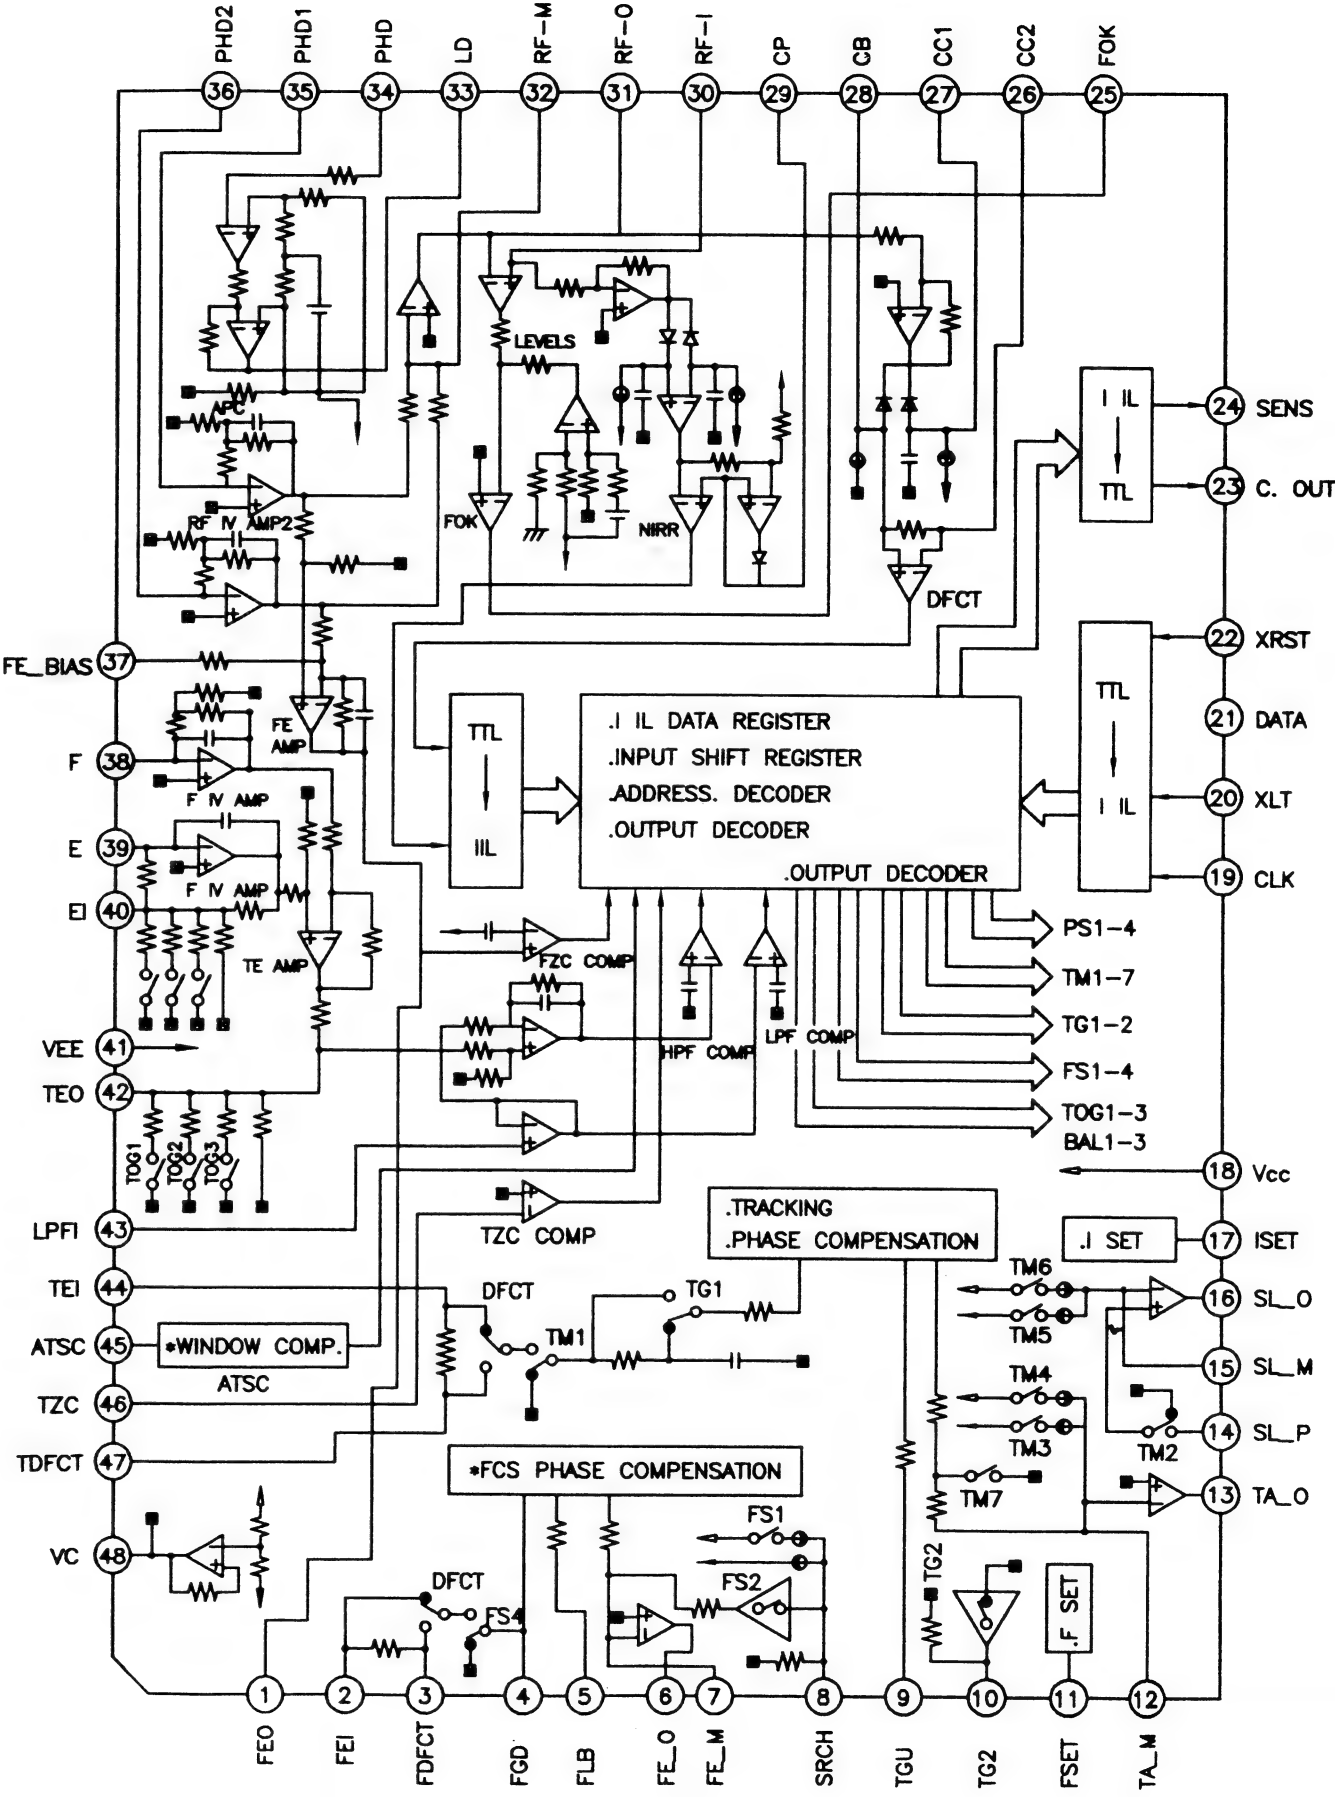 PHD2
PHD1
PHD
LD
RF-M
RF-O
RF-I
CP
CB
CC1
CC2
FOK
36
35
34
33
32
31
30
29
28
27
26
25
LEVELS
APC
I IL
TTL
24 SENS
23 C. OUT
RF IV AMP2
FOK
NIRR
DFCT
FE_BIAS 37
22 XRST
FE
AMP
TTL
IIL
.I IL DATA REGISTER
.INPUT SHIFT REGISTER
.ADDRESS. DECODER
.OUTPUT DECODER
.OUTPUT DECODER
TTL
I IL
21 DATA
F 38
20 XLT
F IV AMP
E 39
19 CLK
F IV AMP
EI 40
TE AMP
FZC COMP
PS1-4
TM1-7
TG1-2
FS1-4
TOG1-3
BAL1-3
VEE 41
HPF COMP
LPF COMP
TEO 42
TOG1
TOG2
TOG3
18 Vcc
LPFI 43
TZC COMP
.TRACKING
.PHASE COMPENSATION
.I SET
17 ISET
TEI 44
DFCT
TG1
TM6
16 SL_O
TM5
ATSC 45
*WINDOW COMP.
ATSC
TM1
15 SL_M
TM4
TZC 46
TM3
TM2
14 SL_P
TDFCT 47
*FCS PHASE COMPENSATION
TM7
13 TA_O
FS1
VC 48
DFCT
FS4
FS2
TG2
.F SET
1
2
3
4
5
6
7
8
9
10
11
12
FEO
FEI
FDFCT
FGD
FLB
FE_O
FE_M
SRCH
TGU
TG2
FSET
TA_M